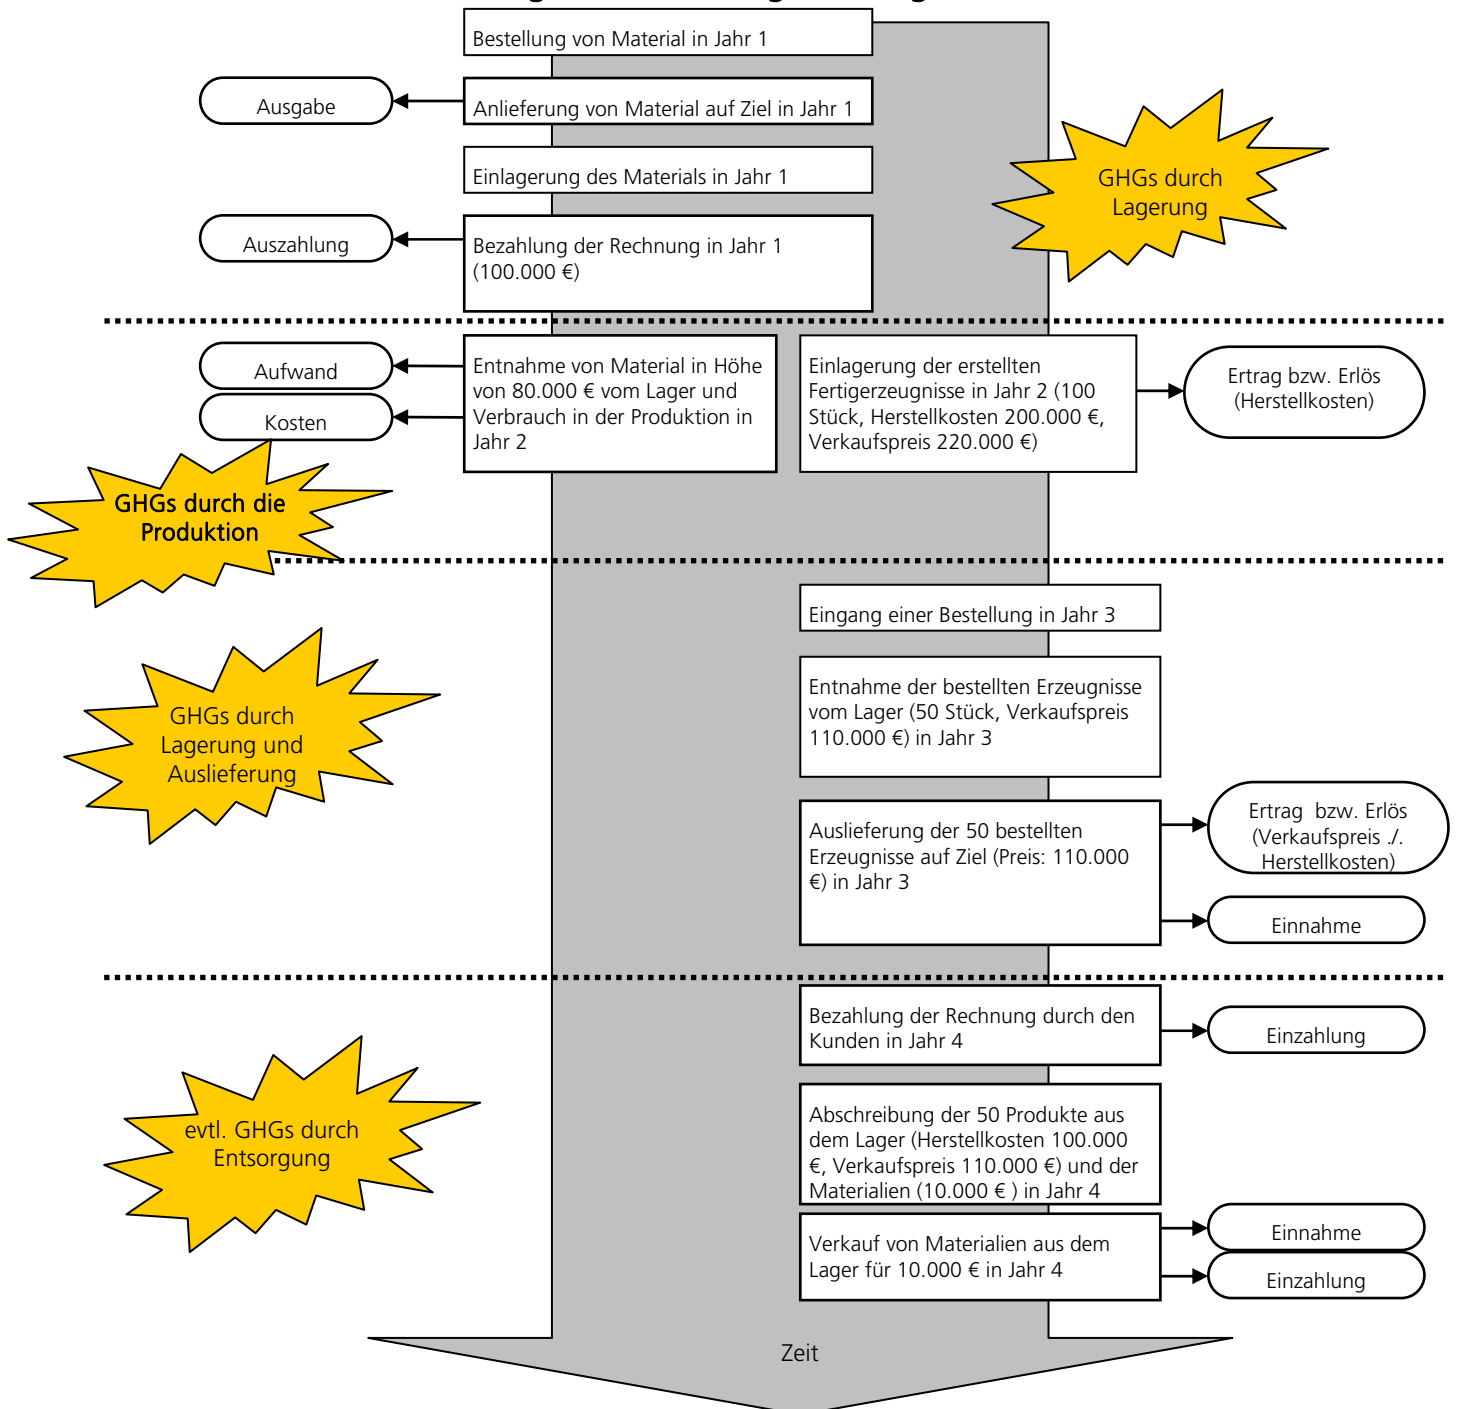 Bestellung von Material in Jahr 1
Ausgabe
Anlieferung von Material auf Ziel in Jahr 1
Einlagerung des Materials in Jahr 1
GHGs durch
Lagerung
Auszahlung
Bezahlung der Rechnung in Jahr 1
(100.000 €)
Aufwand
Kosten
Entnahme von Material in Höhe
von 80.000 € vom Lager und
Verbrauch in der Produktion in
Jahr 2
Einlagerung der erstellten
Fertigerzeugnisse in Jahr 2 (100
Stück, Herstellkosten 200.000 €,
Verkaufspreis 220.000 €)
Ertrag bzw. Erlös
(Herstellkosten)
GHGs durch die
Produktion
Eingang einer Bestellung in Jahr 3
GHGs durch
Lagerung und
Auslieferung
Entnahme der bestellten Erzeugnisse
vom Lager (50 Stück, Verkaufspreis
110.000 €) in Jahr 3
Auslieferung der 50 bestellten
Erzeugnisse auf Ziel (Preis: 110.000
€) in Jahr 3
Ertrag bzw. Erlös
(Verkaufspreis ./.
Herstellkosten)
Einnahme
Bezahlung der Rechnung durch den
Kunden in Jahr 4
Einzahlung
evtl. GHGs durch
Entsorgung
Abschreibung der 50 Produkte aus
dem Lager (Herstellkosten 100.000
€, Verkaufspreis 110.000 €) und der
Materialien (10.000 € ) in Jahr 4
Verkauf von Materialien aus dem
Lager für 10.000 € in Jahr 4
Einnahme
Einzahlung
Zeit